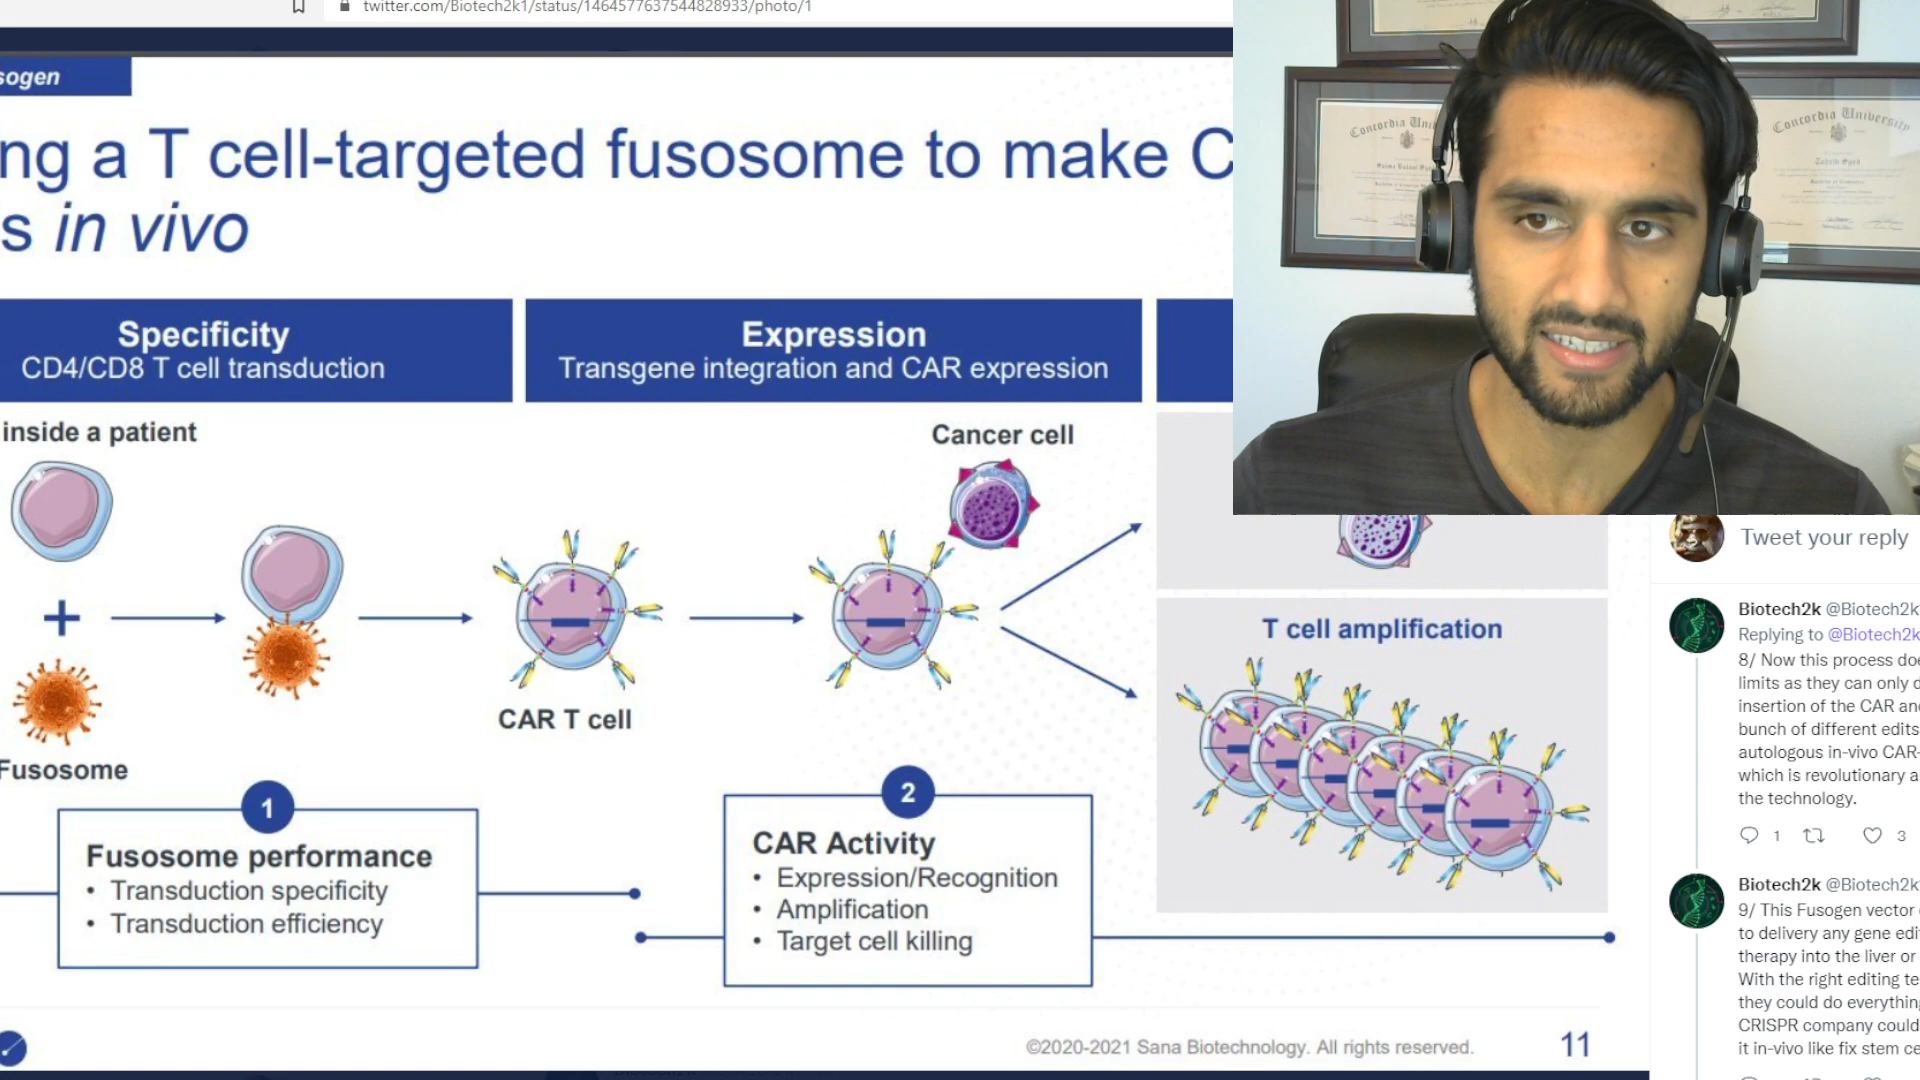 twitter.com/Biotech2k1/status/1464577637544828933/photo/1
sogen
ng a T cell-targeted fusosome to make C
s in vivo
Specificity
CD4/CD8 T cell transduction
Expression
Transgene integration and CAR expression
inside a patient
Cancer cell
+
CAR T cell
Fusosome
T cell amplification
1
Fusosome performance
• Transduction specificity
• Transduction efficiency
2
CAR Activity
• Expression/Recognition
• Amplification
• Target cell killing
©2020-2021 Sana Biotechnology. All rights reserved.
11
Concordia Uni
Concordia University
Tweet your reply
Biotech2k @Biotech2k
Replying to @Biotech2k
8/ Now this process doe
limits as they can only d
insertion of the CAR an
bunch of different edits
autologous in-vivo CAR-
which is revolutionary a
the technology.
1 3
Biotech2k @Biotech2k
9/ This Fusogen vector
to delivery any gene edi
therapy into the liver or
With the right editing te
they could do everything
CRISPR company could
it in-vivo like fix stem ce